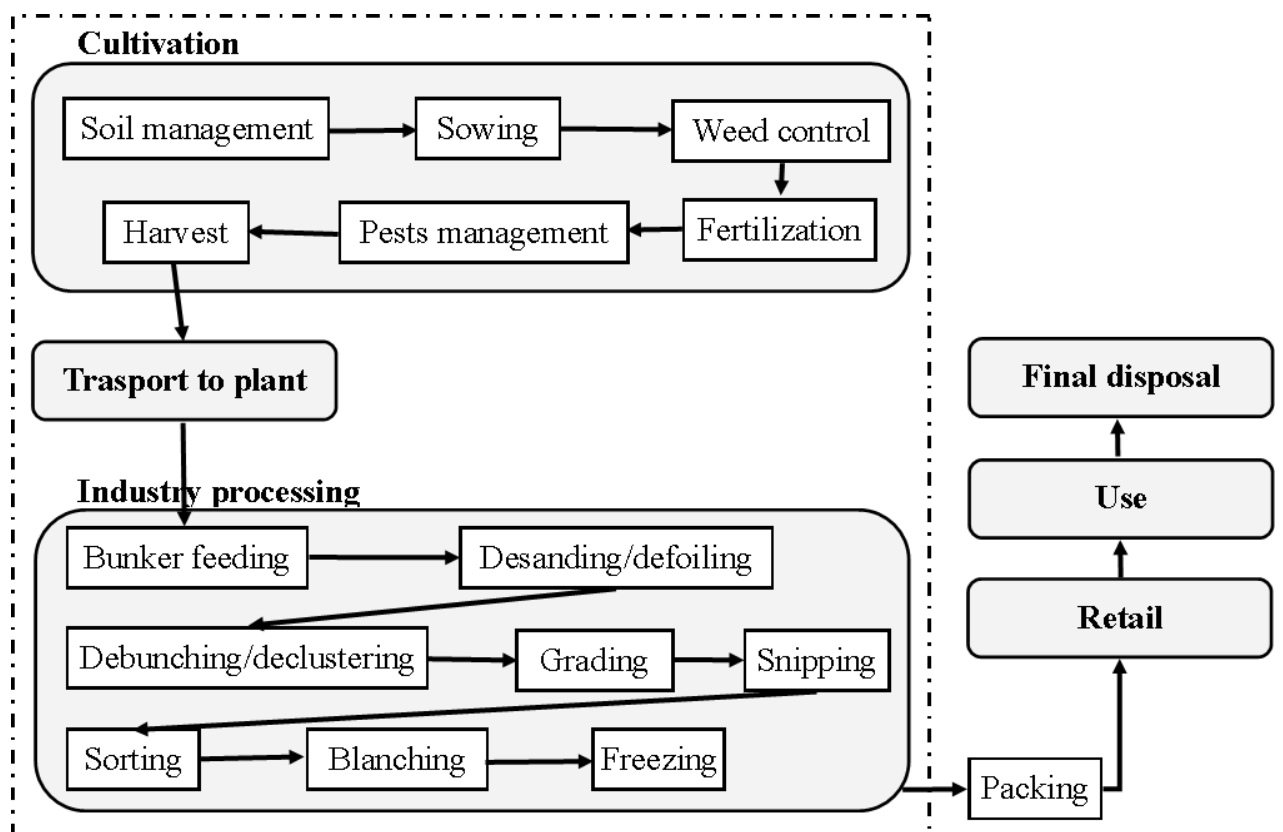 Cultivation
Soil management
Sowing
Weed control
Fertilization
Pests management
Harvest
Trasport to plant
Industry processing
Bunker feeding
Desanding/defoiling
Debunching/declustering
Grading
Snipping
Sorting
Blanching
Freezing
Packing
Retail
Use
Final disposal